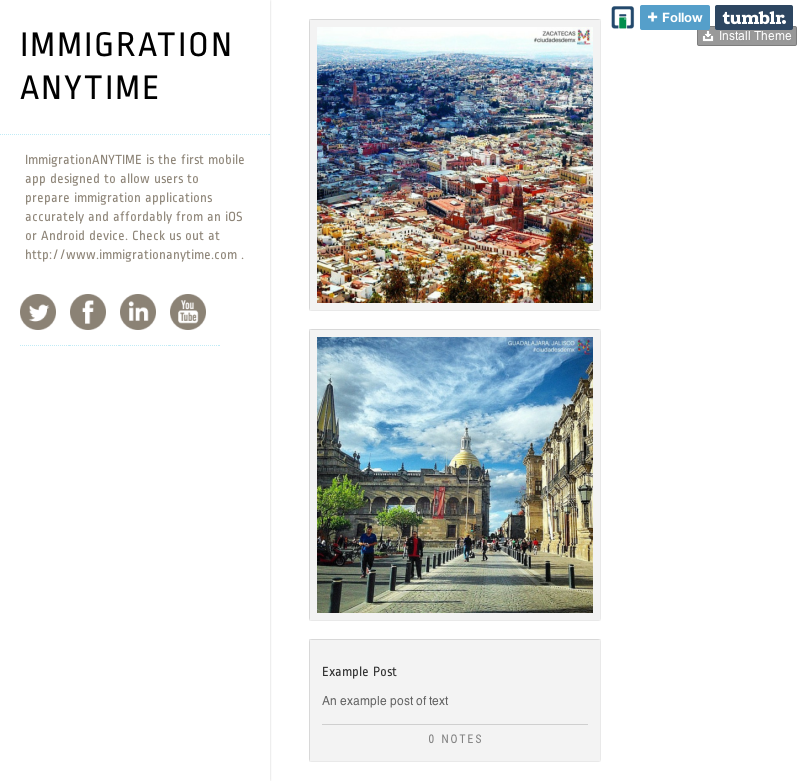 IMMIGRATION
ANYTIME
ImmigrationANYTIME is the first mobile
app designed to allow users to
prepare immigration applications
accurately and affordably from an iOS
or Android device. Check us out at
http://www.immigrationanytime.com .
You
Tube
Follow
tumblr.
Install Theme
ZACATECAS
#ciudadesdemx
GUADALAJARA, JALISCO
#ciudadesdemx
Example Post
An example post of text
0 NOTES